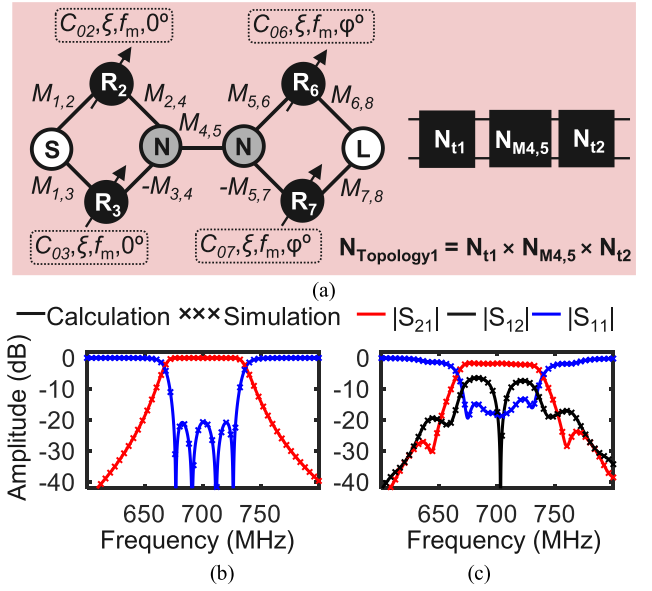 C02,ξ,fm,0° C06,ξ,fm,φ°
R2 R6
M1,2 M2,4 M4,5 M5,6 M6,8
S N N L Nt1 NM4,5 Nt2
M1,3 -M3,4 -M5,7 M7,8
R3 R7
C03,ξ,fm,0° C07,ξ,fm,φ° NTopology1 = Nt1 × NM4,5 × Nt2
(a)
Calculation ××× Simulation |S21| |S12| |S11|
Amplitude (dB)
0 0
-10 -10
-20 -20
-30 -30
-40 -40
650 700 750 650 700 750
Frequency (MHz) Frequency (MHz)
(b) (c)